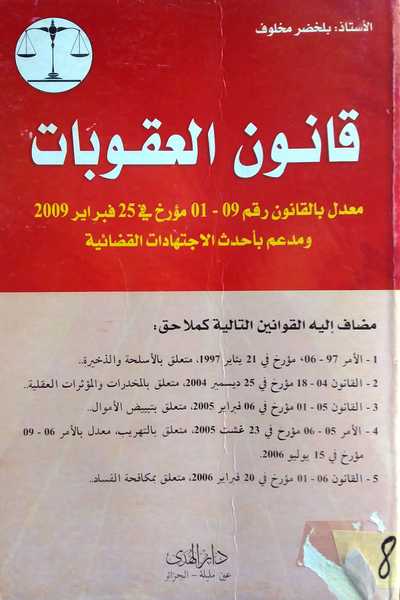 الأستاذ: بلخضر مخلوف
قانون العقوبات
معدل بالقانون رقم 09 - 01 مؤرخ في 25 فبراير 2009
ومدعم بأحدث الاجتهادات القضائية
مضاف إليه القوانين التالية كملاحق:
1 - الأمر 97 - 06، مؤرخ في 21 يناير 1997، متعلق بالأسلحة والذخيرة..
2 - القانون 04 - 18 مؤرخ في 25 ديسمبر 2004، متعلق بالمخدرات والمؤثرات العقلية..
3 - القانون 05 - 01 مؤرخ في 06 فبراير 2005، متعلق بتبييض الأموال..
4 - الأمر 05 - 06 مؤرخ في 23 غشت 2005، متعلق بالتهريب، معدل بالأمر 06 - 09
مؤرخ في 15 يوليو 2006.
5 - القانون 06 - 01 مؤرخ في 20 فبراير 2006، متعلق بمكافحة الفساد..
دار الهدى
عين مليلة - الجزائر
8